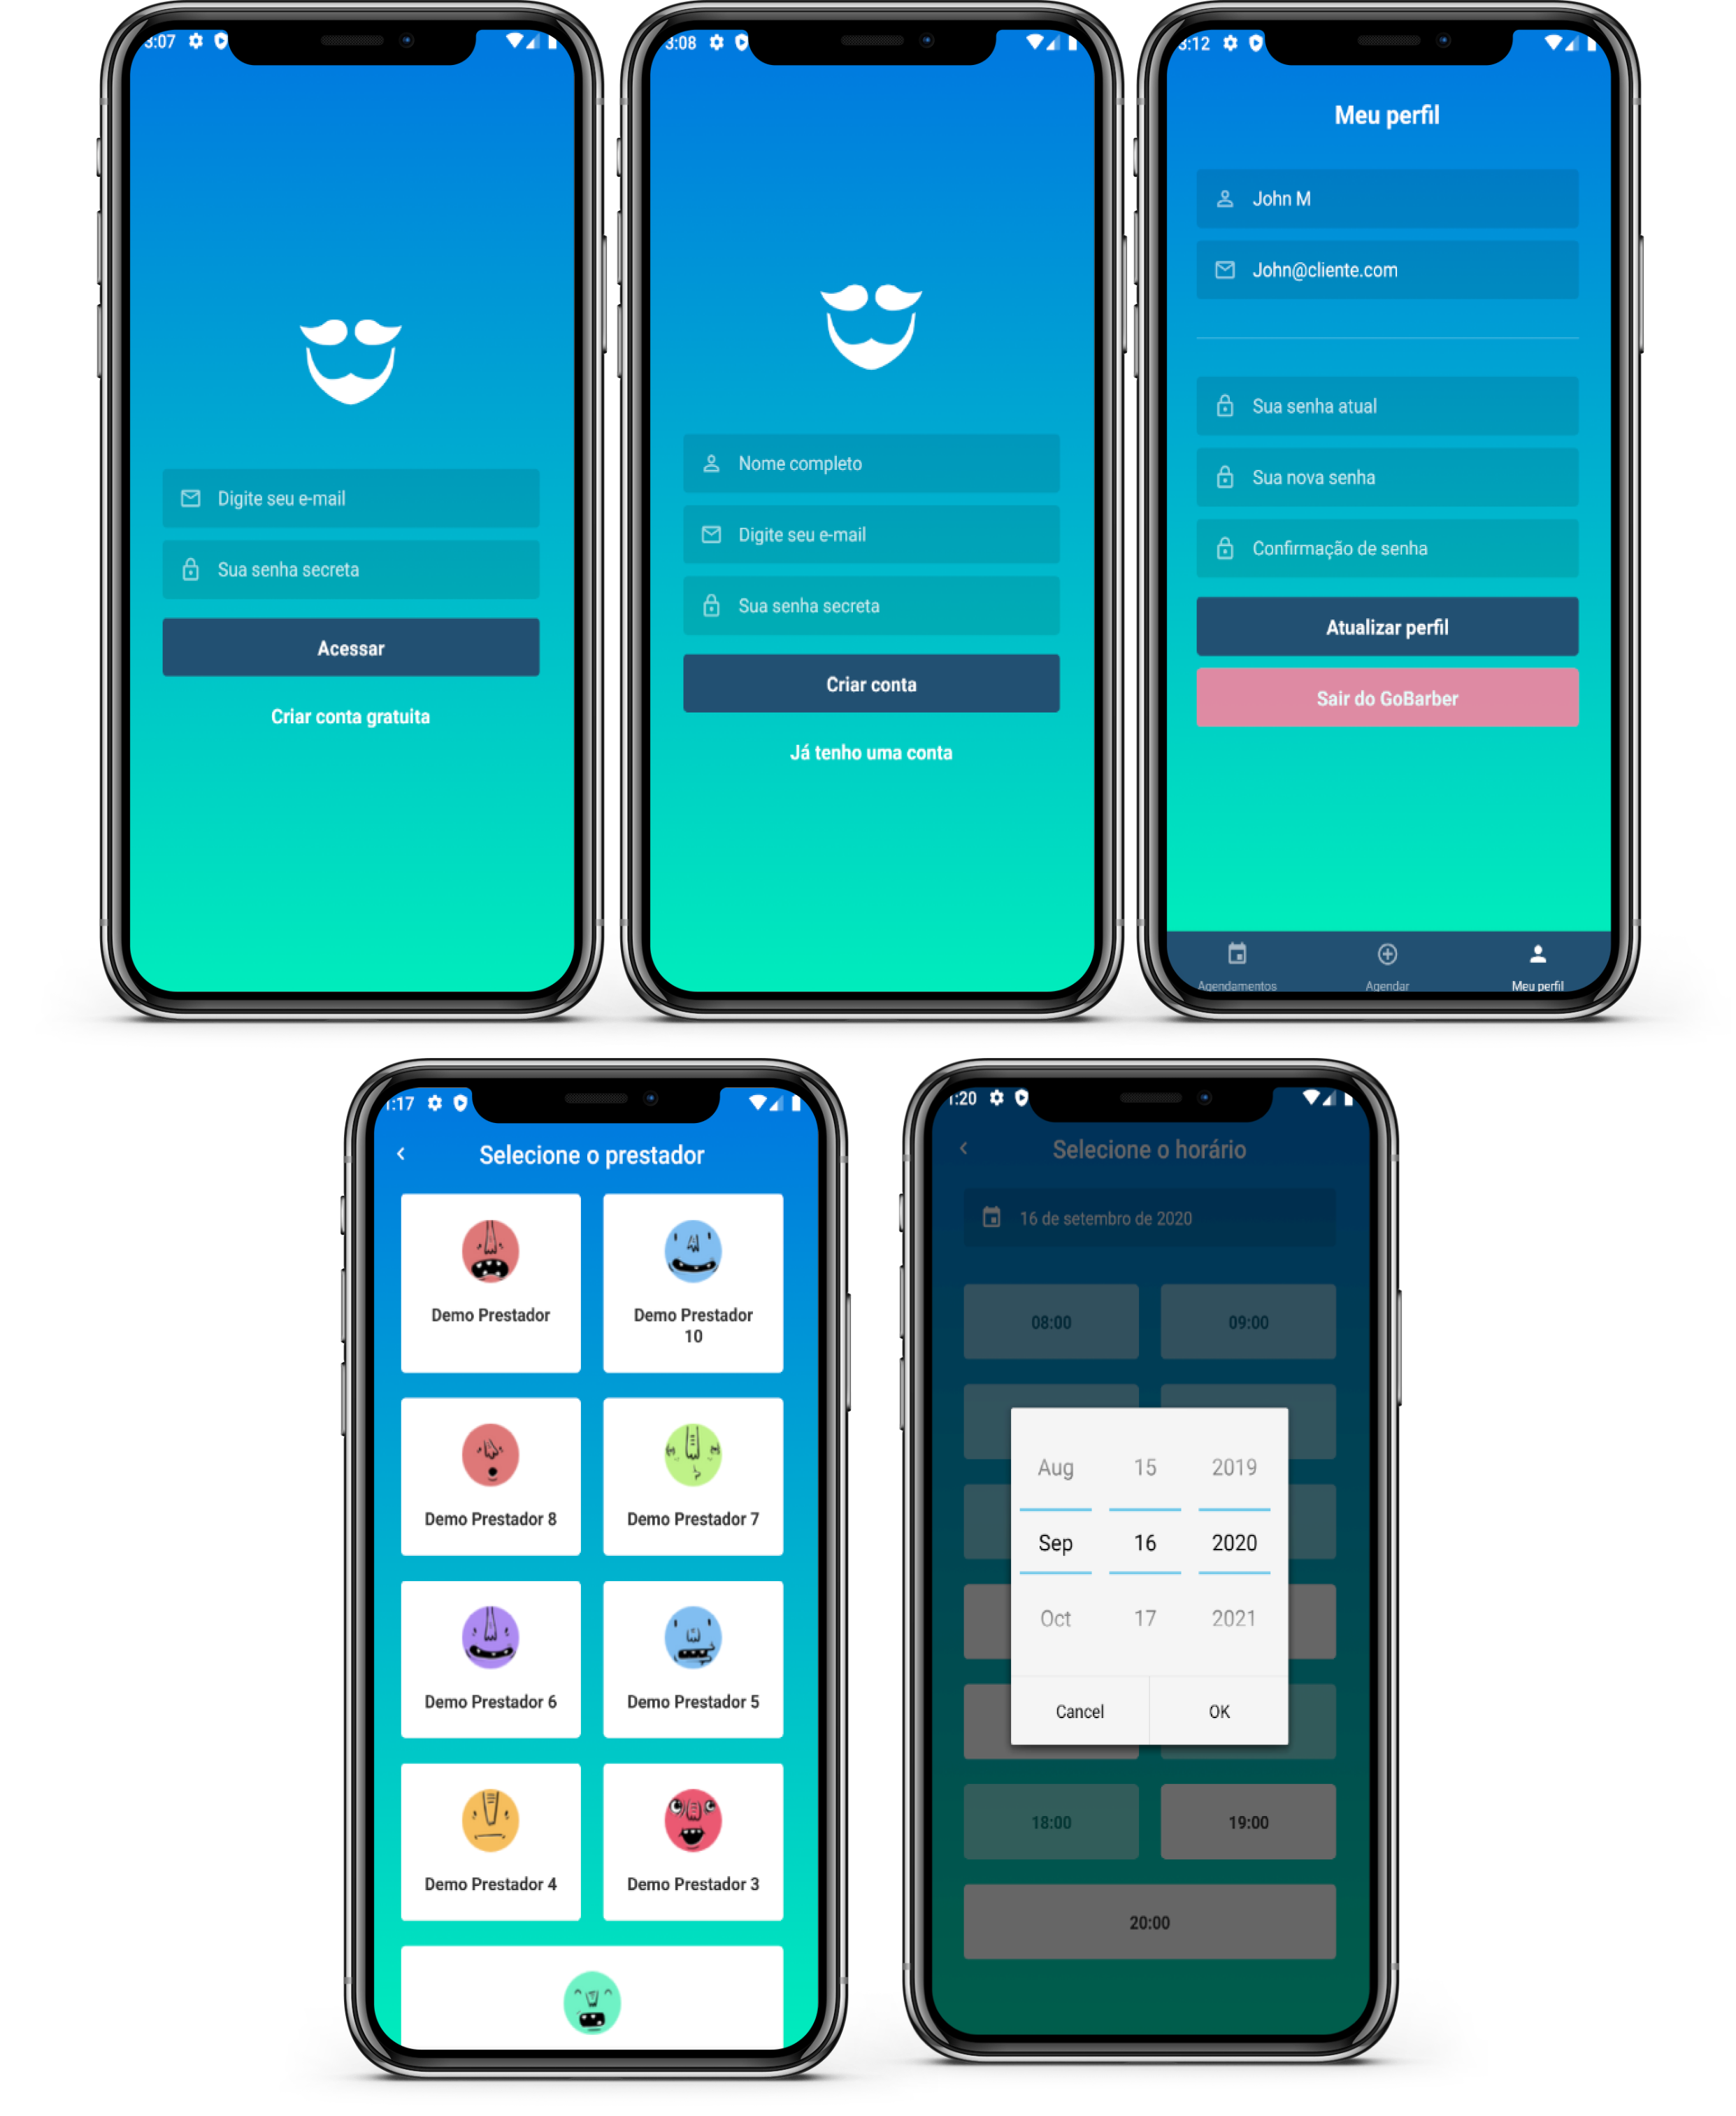 3:07
Digite seu e-mail
Sua senha secreta
Acessar
Criar conta gratuita
3:08
Nome completo
Digite seu e-mail
Sua senha secreta
Criar conta
Já tenho uma conta
3:12
Meu perfil
John M
John@cliente.com
Sua senha atual
Sua nova senha
Confirmação de senha
Atualizar perfil
Sair do GoBarber
Agendamentos Agendar Meu perfil
1:17
Selecione o prestador
Demo Prestador
Demo Prestador
10
Demo Prestador 8
Demo Prestador 7
Demo Prestador 6
Demo Prestador 5
Demo Prestador 4
Demo Prestador 3
1:20
Selecione o horário
16 de setembro de 2020
08:00 09:00
Aug 15 2019
Sep 16 2020
Oct 17 2021
Cancel OK
18:00 19:00
20:00